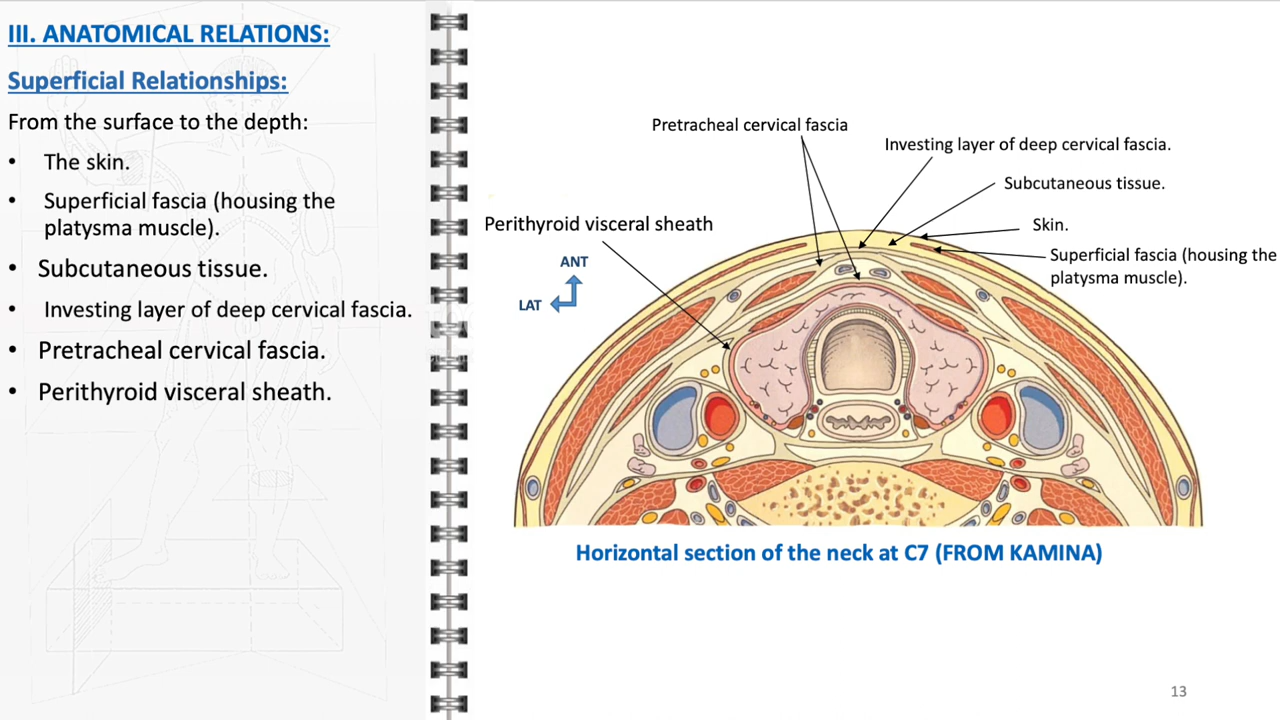 III. ANATOMICAL RELATIONS:
Superficial Relationships:
From the surface to the depth:
• The skin.
• Superficial fascia (housing the
platysma muscle).
• Subcutaneous tissue.
• Investing layer of deep cervical fascia.
• Pretracheal cervical fascia.
• Perithyroid visceral sheath.
Pretracheal cervical fascia
Investing layer of deep cervical fascia.
Subcutaneous tissue.
Perithyroid visceral sheath
Skin.
Superficial fascia (housing the
platysma muscle).
ANT
LAT
Horizontal section of the neck at C7 (FROM KAMINA)
13